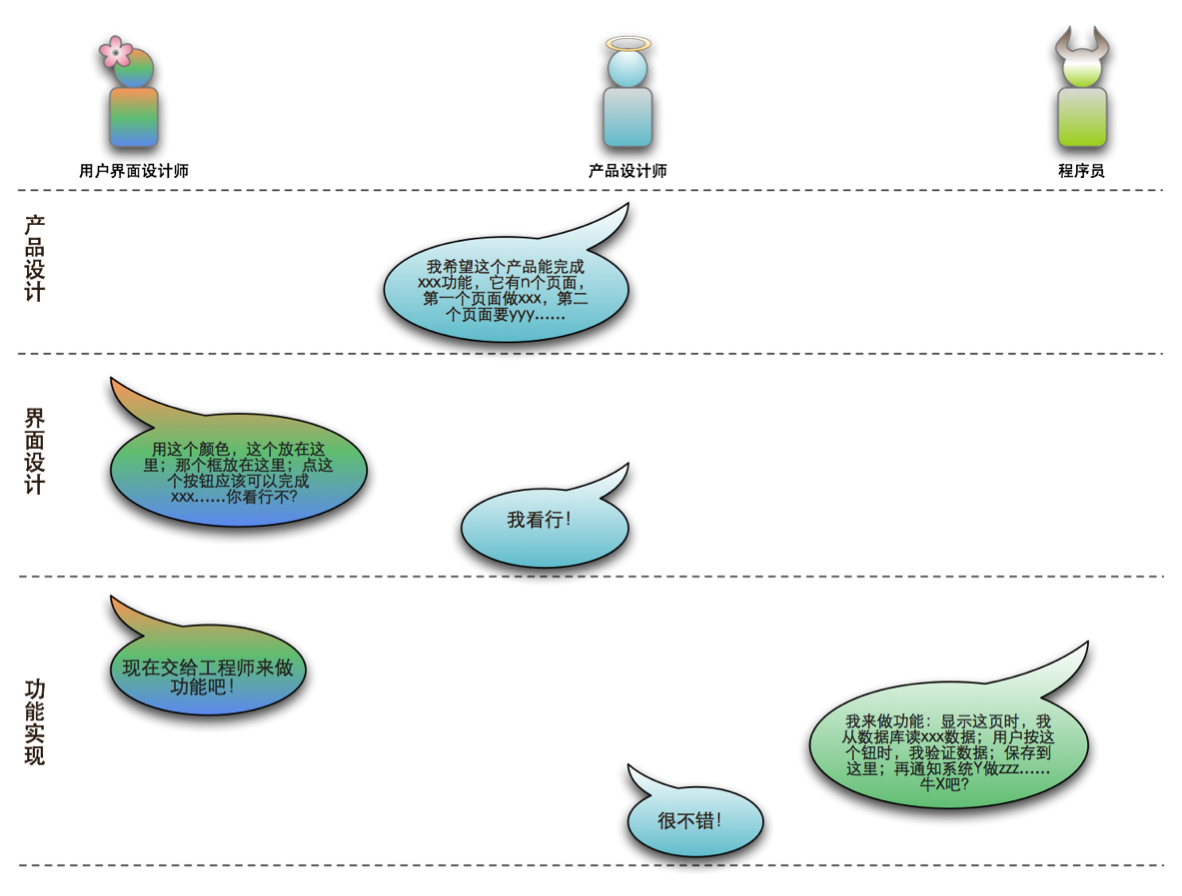 用户界面设计师
产品设计师
程序员
产品设计
我希望这个产品能完成
xxx功能，它有n个页面，
第一个页面做xxx，第二
个页面要yyy……
界面设计
用这个颜色，这个放在这
里；那个框放在这里；点这
个按钮应该可以完成
xxx……你看行不?
我看行！
功能实现
现在交给工程师来做
功能吧！
我来做功能：显示这页时，我
从数据库读xxx数据；用户按这
个钮时，我验证数据；保存到
这里；再通知系统Y做zzz……
牛X吧?
很不错！